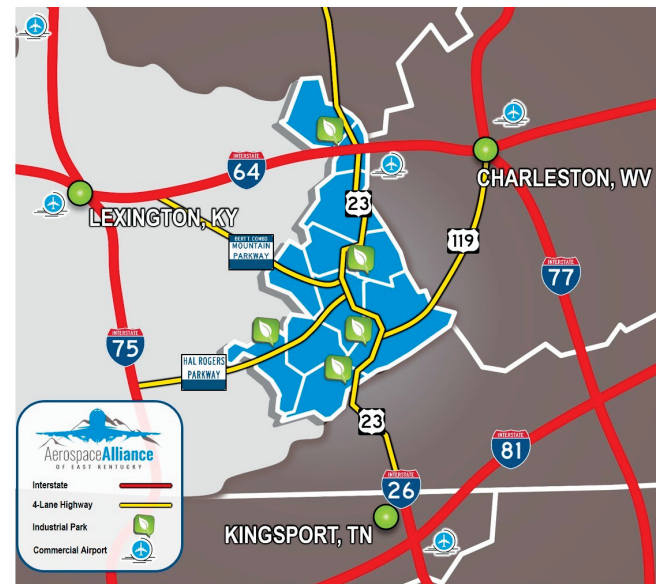 INTERSTATE
64
CHARLESTON, WV
LEXINGTON, KY
23
BERT T. COMBS
MOUNTAIN
PARKWAY
119
INTERSTATE
77
INTERSTATE
75
HAL ROGERS
PARKWAY
23
INTERSTATE
81
INTERSTATE
26
KINGSPORT, TN
AerospaceAlliance
OF EAST KENTUCKY
Interstate
4-Lane Highway
Industrial Park
Commercial Airport